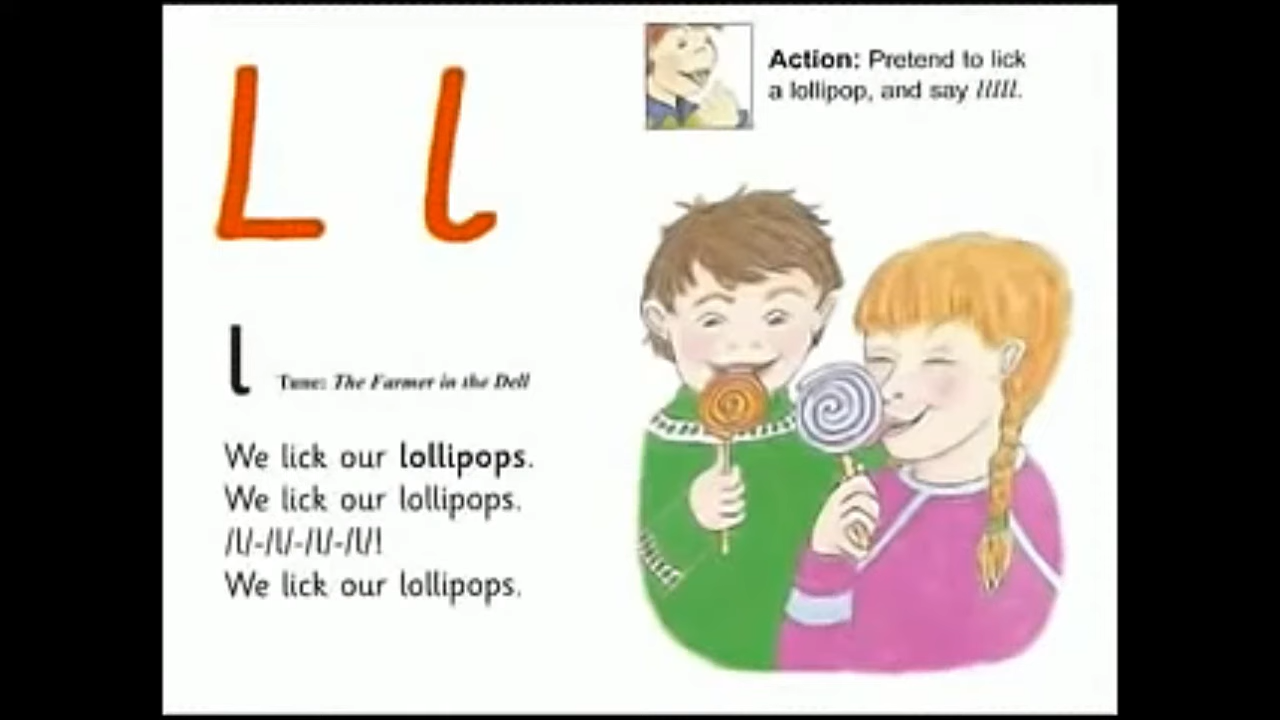 L l
Action: Pretend to lick
a lollipop, and say lllll.
l
Tune: The Farmer in the Dell
We lick our lollipops.
We lick our lollipops.
/l/-/l/-/l/-/l/!
We lick our lollipops.